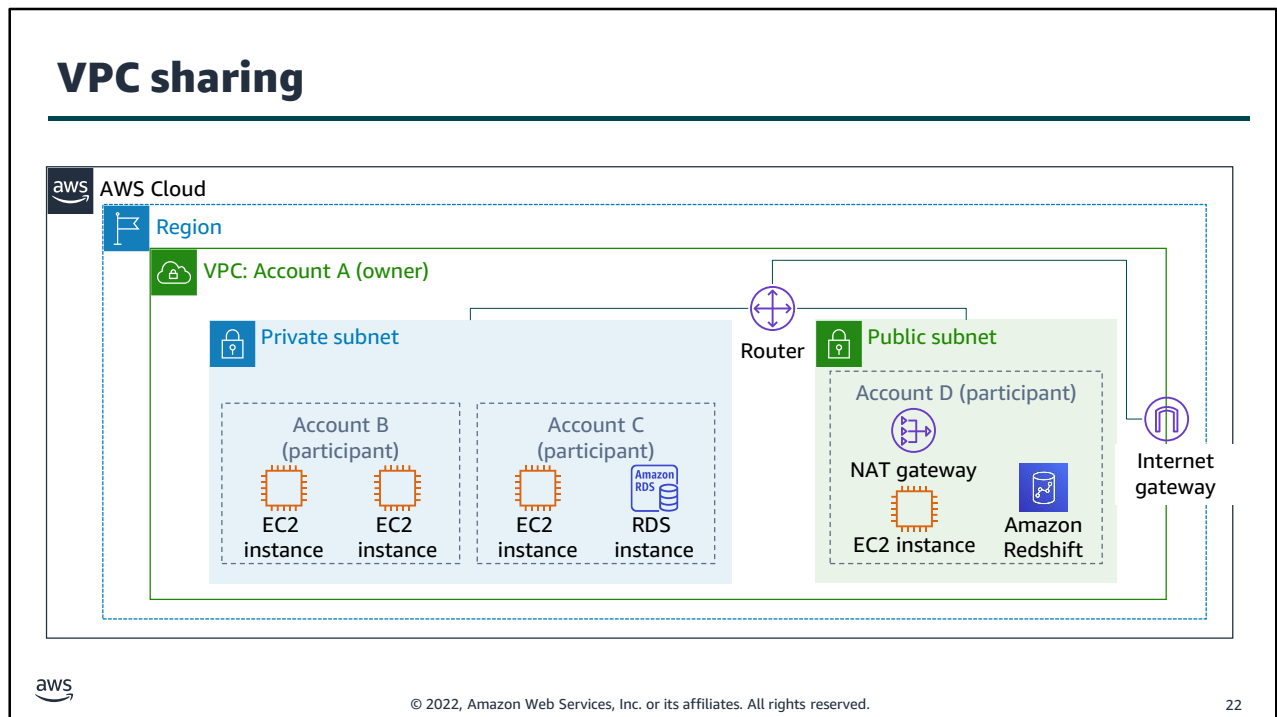 VPC sharing
aws
AWS Cloud
Region
VPC: Account A (owner)
Private subnet
Router
Public subnet
Account B
(participant)
EC2
instance
EC2
instance
Account C
(participant)
EC2
instance
Amazon
RDS
RDS
instance
Account D (participant)
NAT gateway
EC2 instance
Amazon
Redshift
Internet
gateway
aws
© 2022, Amazon Web Services, Inc. or its affiliates. All rights reserved.
22